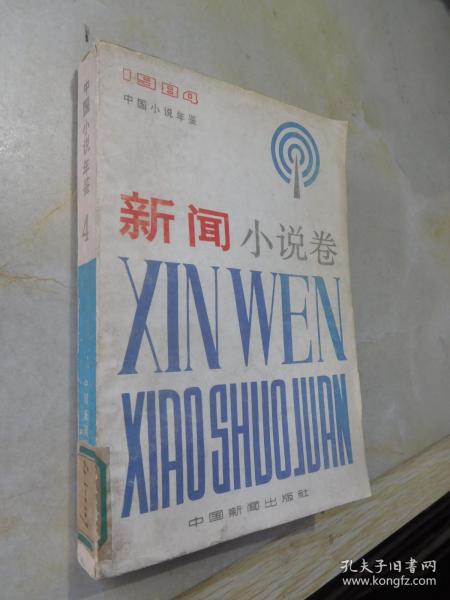 1984
中国小说年鉴
新闻 小说卷
XIN WEN
XIAO SHUO JUAN
中国新闻出版社
中国小说年鉴 4
孔夫子旧书网
www.kongfz.com